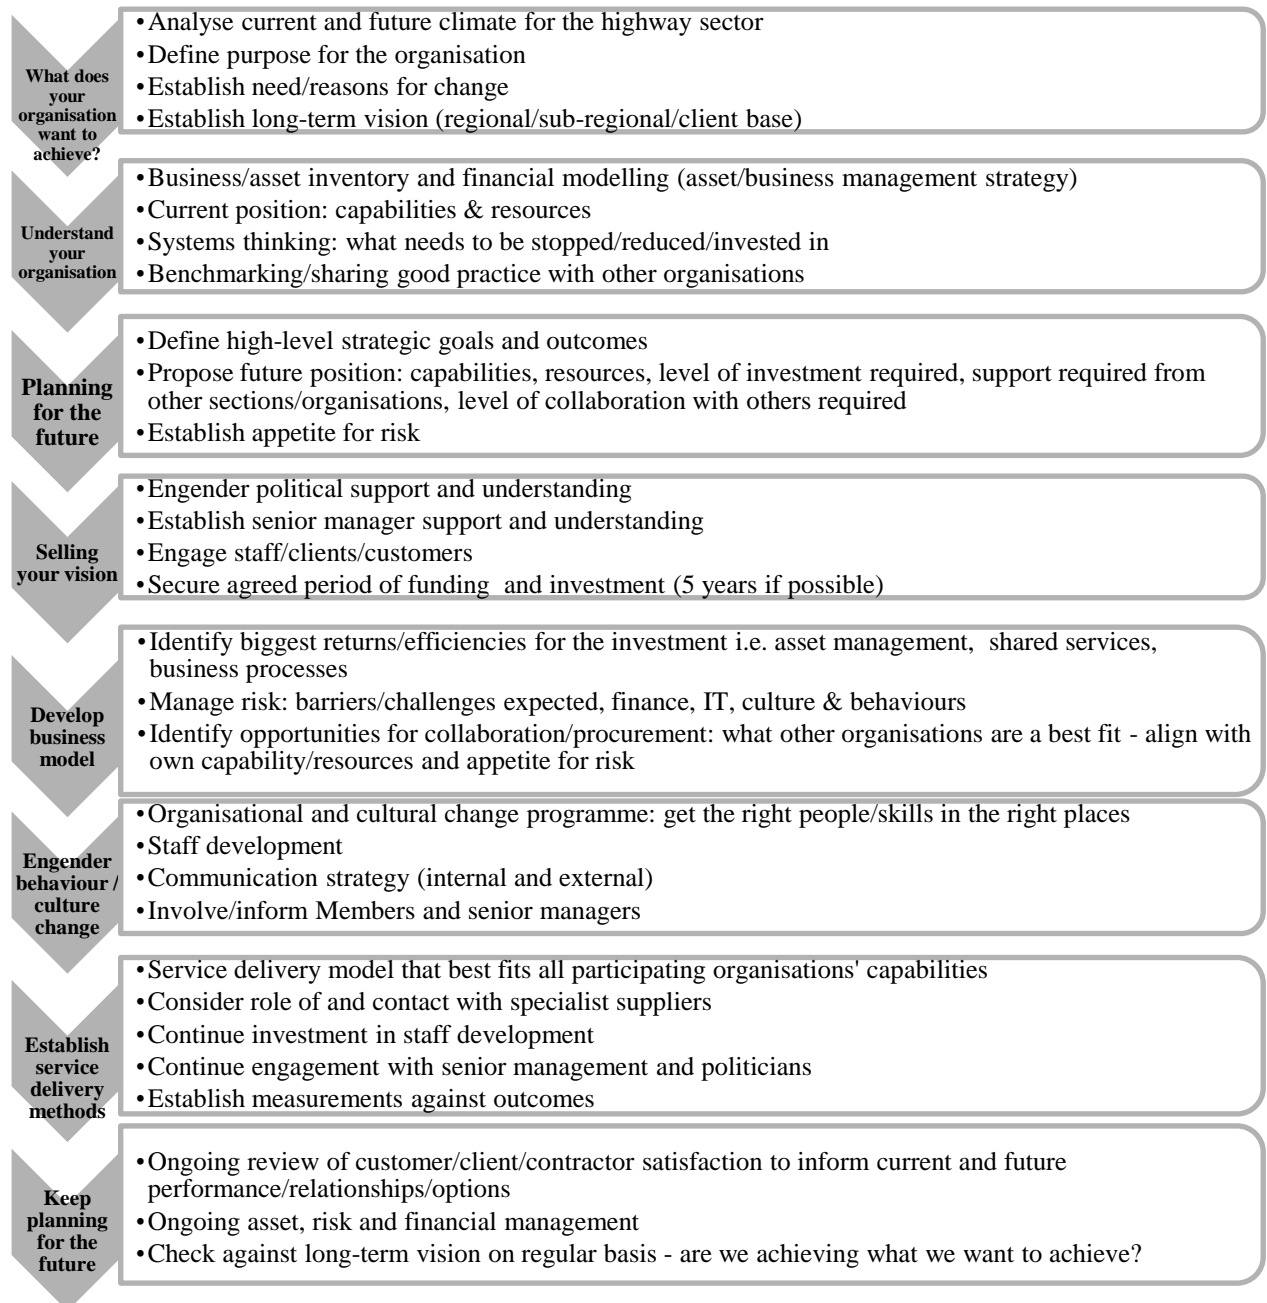 What does
your
organisation
want to
achieve?
•Analyse current and future climate for the highway sector
•Define purpose for the organisation
•Establish need/reasons for change
•Establish long-term vision (regional/sub-regional/client base)
Understand
your
organisation
•Business/asset inventory and financial modelling (asset/business management strategy)
•Current position: capabilities & resources
•Systems thinking: what needs to be stopped/reduced/invested in
•Benchmarking/sharing good practice with other organisations
Planning
for the
future
•Define high-level strategic goals and outcomes
•Propose future position: capabilities, resources, level of investment required, support required from
other sections/organisations, level of collaboration with others required
•Establish appetite for risk
Selling
your vision
•Engender political support and understanding
•Establish senior manager support and understanding
•Engage staff/clients/customers
•Secure agreed period of funding  and investment (5 years if possible)
Develop
business
model
•Identify biggest returns/efficiencies for the investment i.e. asset management,  shared services,
business processes
•Manage risk: barriers/challenges expected, finance, IT, culture & behaviours
•Identify opportunities for collaboration/procurement: what other organisations are a best fit - align with
own capability/resources and appetite for risk
Engender
behaviour /
culture
change
•Organisational and cultural change programme: get the right people/skills in the right places
•Staff development
•Communication strategy (internal and external)
•Involve/inform Members and senior managers
Establish
service
delivery
methods
•Service delivery model that best fits all participating organisations' capabilities
•Consider role of and contact with specialist suppliers
•Continue investment in staff development
•Continue engagement with senior management and politicians
•Establish measurements against outcomes
Keep
planning
for the
future
•Ongoing review of customer/client/contractor satisfaction to inform current and future
performance/relationships/options
•Ongoing asset, risk and financial management
•Check against long-term vision on regular basis - are we achieving what we want to achieve?